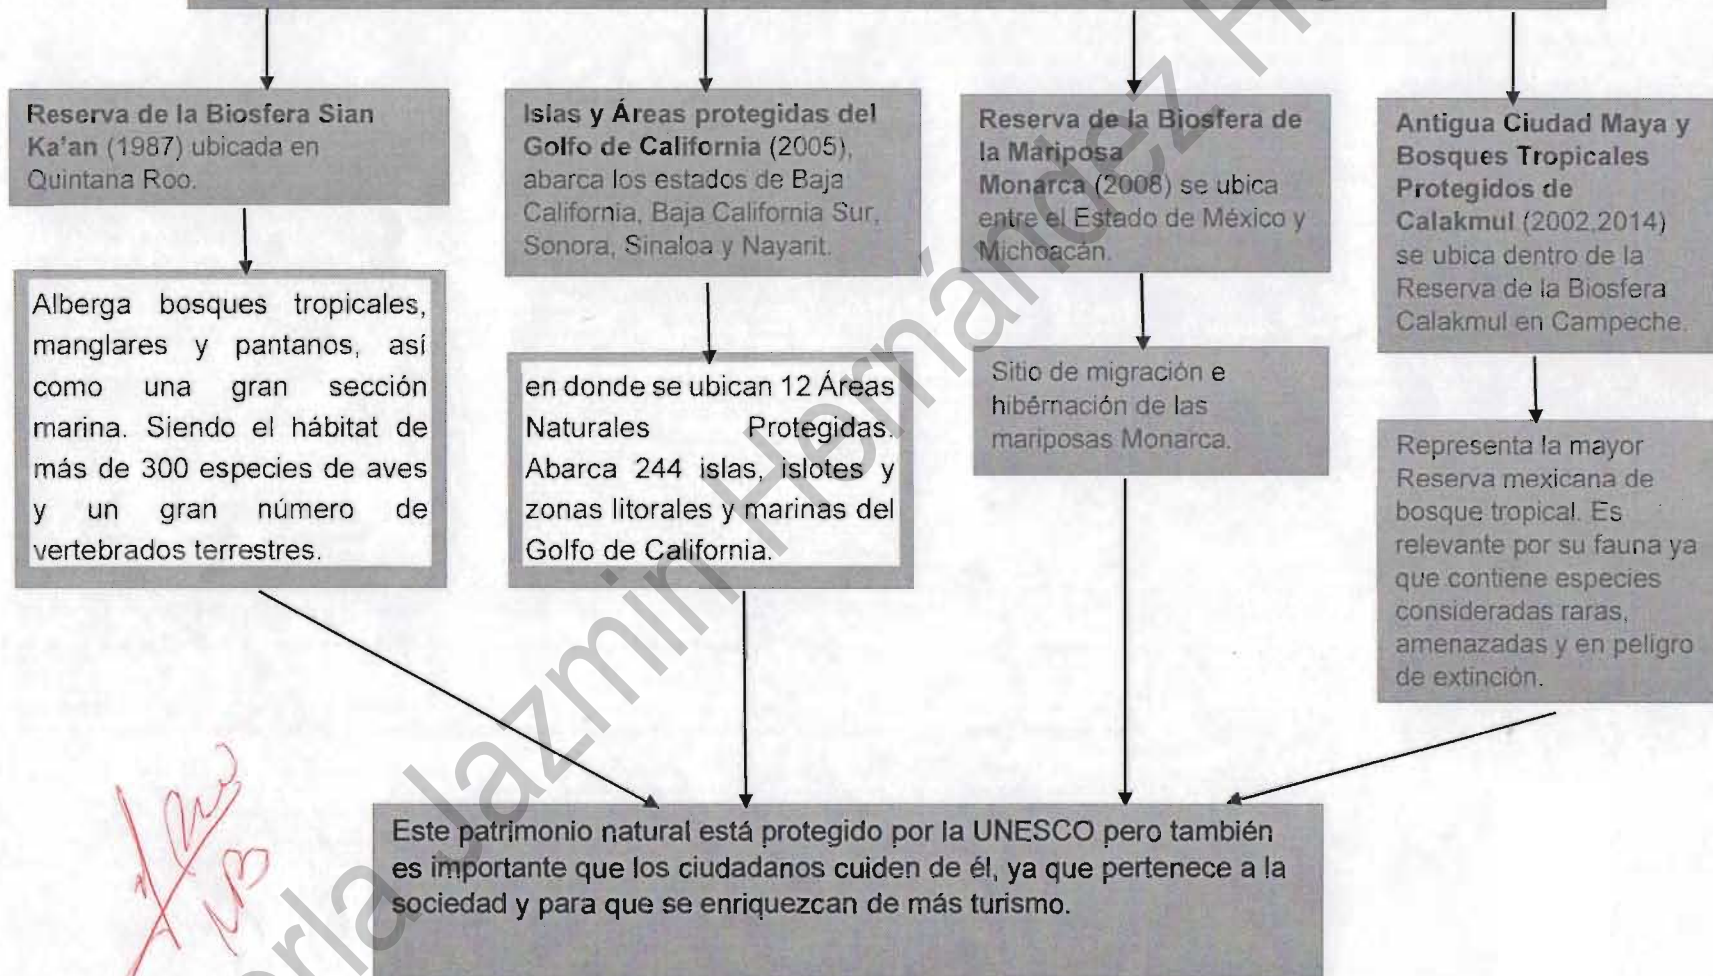 Reserva de la Biosfera Sian
Ka'an (1987) ubicada en
Quintana Roo.
Alberga bosques tropicales,
manglares y pantanos, así
como una gran sección
marina. Siendo el hábitat de
más de 300 especies de aves
y un gran número de
vertebrados terrestres.
Islas y Áreas protegidas del
Golfo de California (2005),
abarca los estados de Baja
California, Baja California Sur,
Sonora, Sinaloa y Nayarit.
en donde se ubican 12 Áreas
Naturales Protegidas.
Abarca 244 islas, islotes y
zonas litorales y marinas del
Golfo de California.
Reserva de la Biosfera de
la Mariposa
Monarca (2008) se ubica
entre el Estado de México y
Michoacán.
Sitio de migración e
hibérnación de las
mariposas Monarca.
Antigua Ciudad Maya y
Bosques Tropicales
Protegidos de
Calakmul (2002,2014)
se ubica dentro de la
Reserva de la Biosfera
Calakmul en Campeche.
Representa la mayor
Reserva mexicana de
bosque tropical. Es
relevante por su fauna ya
que contiene especies
consideradas raras,
amenazadas y en peligro
de extinción.
Este patrimonio natural está protegido por la UNESCO pero también
es importante que los ciudadanos cuiden de él, ya que pertenece a la
sociedad y para que se enriquezcan de más turismo.
Jazmin Hernández